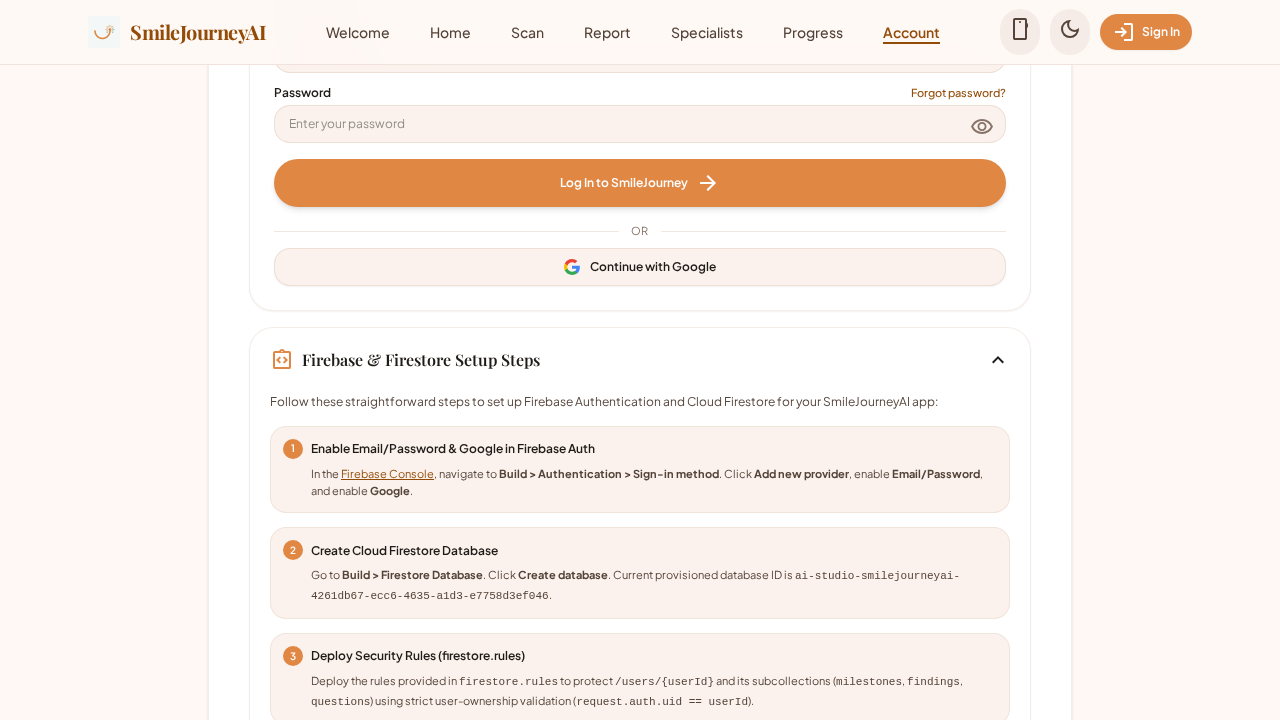 SmileJourneyAI
Welcome
Home
Scan
Report
Specialists
Progress
Account
Sign In
Password
Forgot password?
Enter your password
Log In to SmileJourney
OR
Continue with Google
Firebase & Firestore Setup Steps
Follow these straightforward steps to set up Firebase Authentication and Cloud Firestore for your SmileJourneyAI app:
1
Enable Email/Password & Google in Firebase Auth
In the Firebase Console, navigate to Build > Authentication > Sign-in method. Click Add new provider, enable Email/Password,
and enable Google.
2
Create Cloud Firestore Database
Go to Build > Firestore Database. Click Create database. Current provisioned database ID is ai-studio-smilejourneyai-
4261db67-ecc6-4635-a1d3-e7758d3ef046.
3
Deploy Security Rules (firestore.rules)
Deploy the rules provided in firestore.rules to protect /users/{userId} and its subcollections (milestones, findings,
questions) using strict user-ownership validation (request.auth.uid == userId).